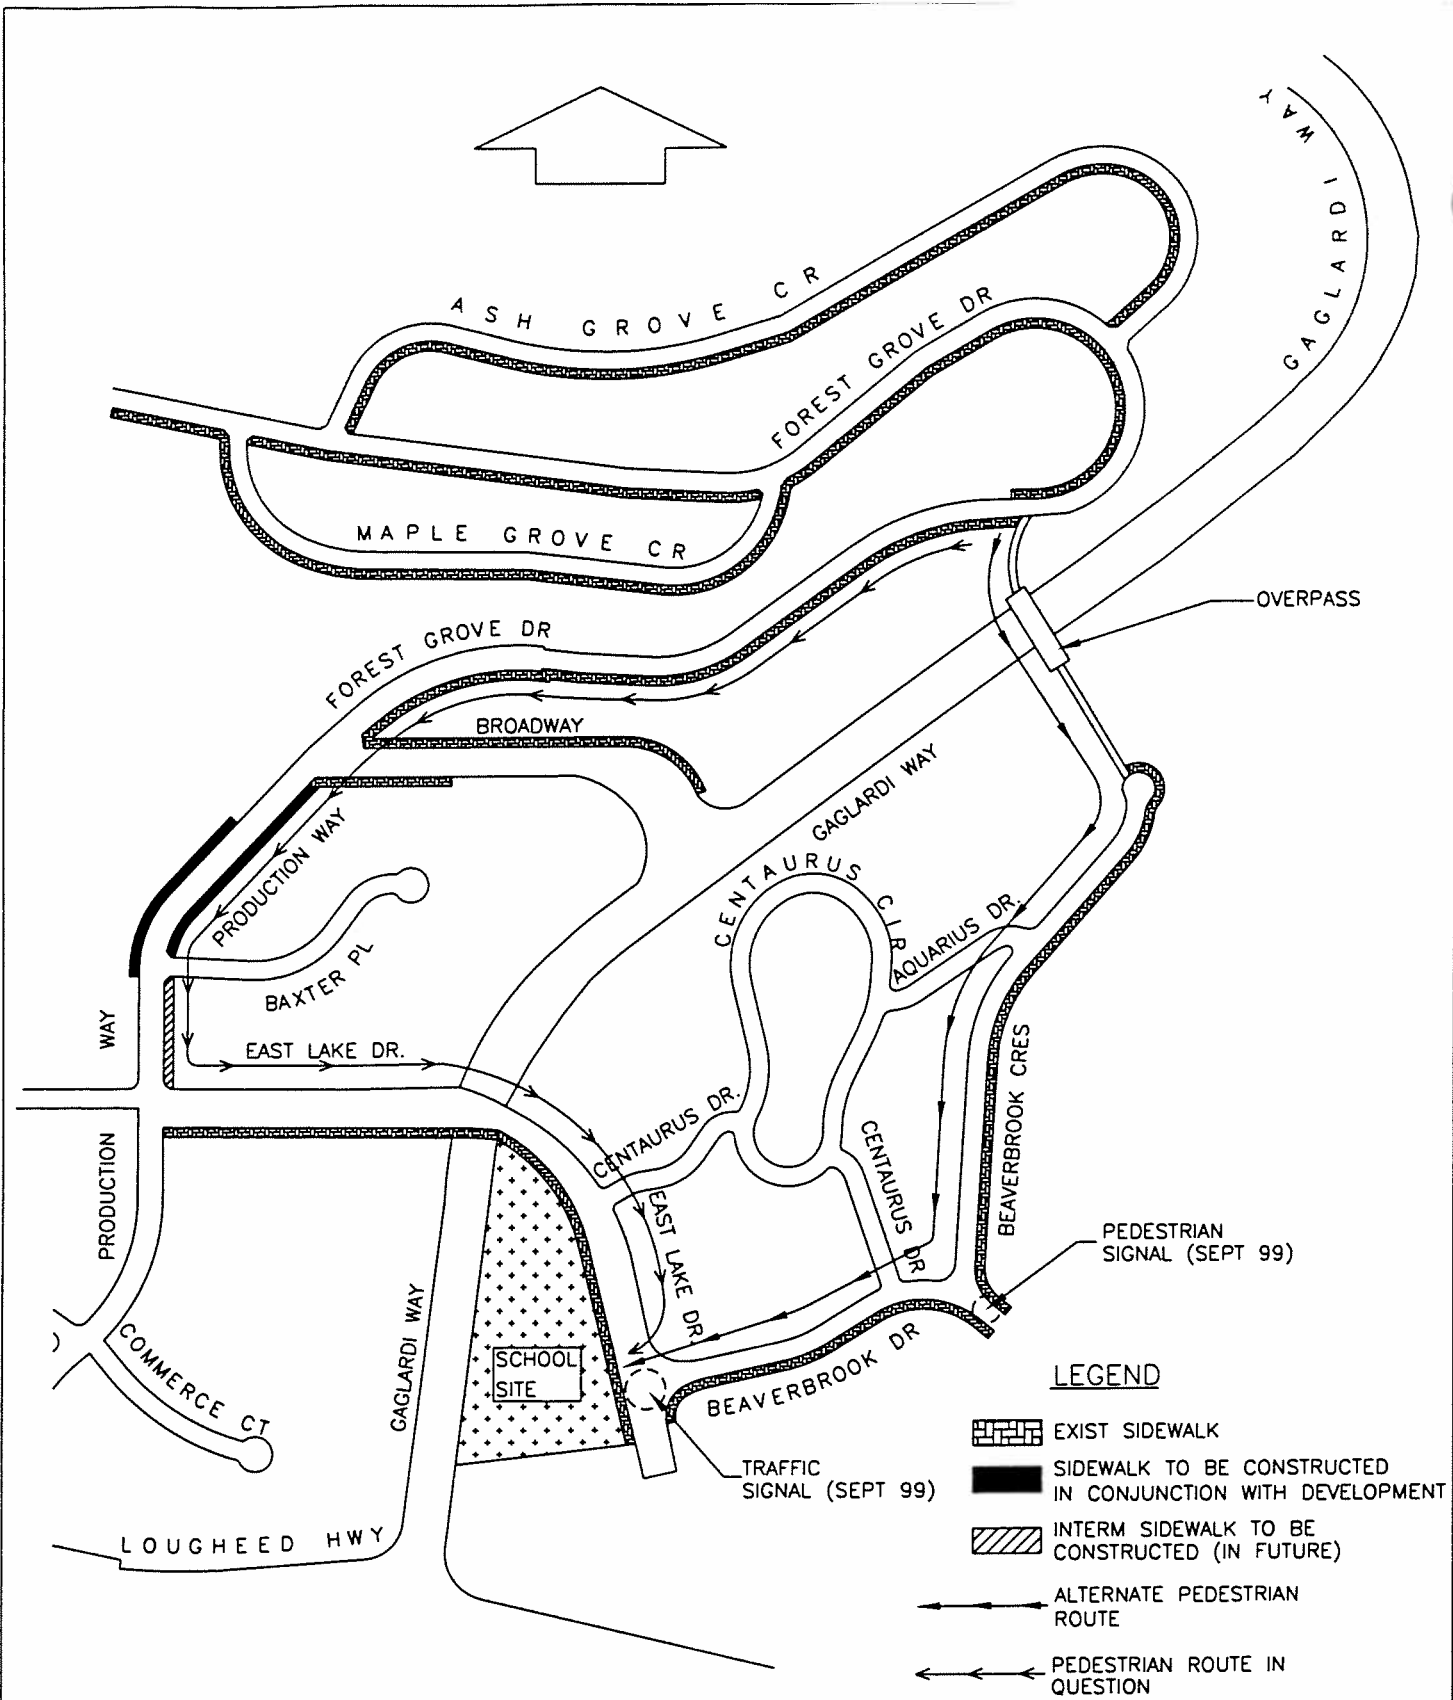 GAGLARDI WAY
ASH GROVE CR
FOREST GROVE DR
MAPLE GROVE CR
OVERPASS
FOREST GROVE DR
BROADWAY
GAGLARDI WAY
PRODUCTION WAY
CENTAURUS CIR
AQUARIUS DR.
BAXTER PL
WAY
EAST LAKE DR.
BEAVERBROOK CRES
CENTAURUS DR.
CENTAURUS DR
PRODUCTION
EAST LAKE DR.
PEDESTRIAN
SIGNAL (SEPT 99)
GAGLARDI WAY
COMMERCE CT
SCHOOL
SITE
BEAVERBROOK DR
TRAFFIC
SIGNAL (SEPT 99)
LOUGHEED HWY
LEGEND
EXIST SIDEWALK
SIDEWALK TO BE CONSTRUCTED
IN CONJUNCTION WITH DEVELOPMENT
INTERM SIDEWALK TO BE
CONSTRUCTED (IN FUTURE)
ALTERNATE PEDESTRIAN
ROUTE
PEDESTRIAN ROUTE IN
QUESTION